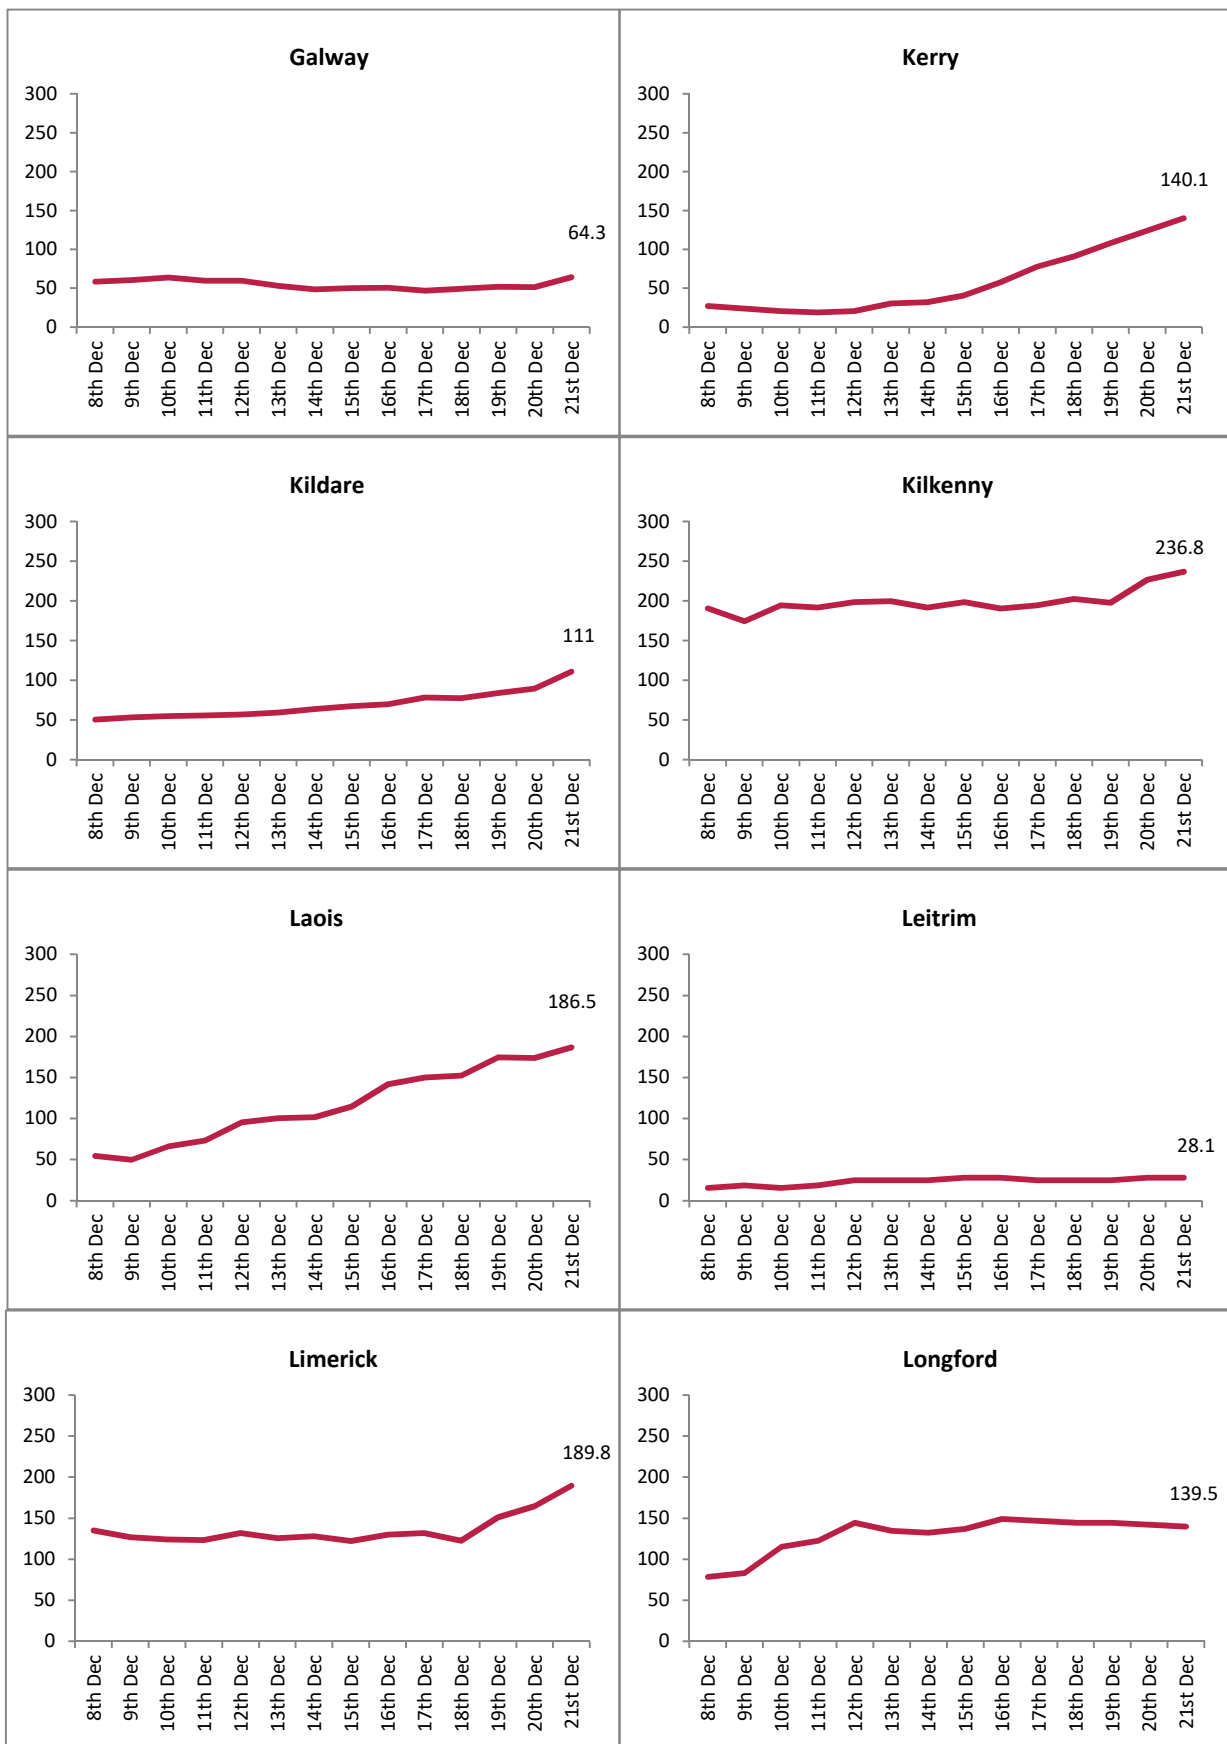 Galway
300
250
200
150
100
50
0
64.3
8th Dec
9th Dec
10th Dec
11th Dec
12th Dec
13th Dec
14th Dec
15th Dec
16th Dec
17th Dec
18th Dec
19th Dec
20th Dec
21st Dec
Kerry
300
250
200
150
100
50
0
140.1
8th Dec
9th Dec
10th Dec
11th Dec
12th Dec
13th Dec
14th Dec
15th Dec
16th Dec
17th Dec
18th Dec
19th Dec
20th Dec
21st Dec
Kildare
300
250
200
150
100
50
0
111
8th Dec
9th Dec
10th Dec
11th Dec
12th Dec
13th Dec
14th Dec
15th Dec
16th Dec
17th Dec
18th Dec
19th Dec
20th Dec
21st Dec
Kilkenny
300
250
200
150
100
50
0
236.8
8th Dec
9th Dec
10th Dec
11th Dec
12th Dec
13th Dec
14th Dec
15th Dec
16th Dec
17th Dec
18th Dec
19th Dec
20th Dec
21st Dec
Laois
300
250
200
150
100
50
0
186.5
8th Dec
9th Dec
10th Dec
11th Dec
12th Dec
13th Dec
14th Dec
15th Dec
16th Dec
17th Dec
18th Dec
19th Dec
20th Dec
21st Dec
Leitrim
300
250
200
150
100
50
0
28.1
8th Dec
9th Dec
10th Dec
11th Dec
12th Dec
13th Dec
14th Dec
15th Dec
16th Dec
17th Dec
18th Dec
19th Dec
20th Dec
21st Dec
Limerick
300
250
200
150
100
50
0
189.8
8th Dec
9th Dec
10th Dec
11th Dec
12th Dec
13th Dec
14th Dec
15th Dec
16th Dec
17th Dec
18th Dec
19th Dec
20th Dec
21st Dec
Longford
300
250
200
150
100
50
0
139.5
8th Dec
9th Dec
10th Dec
11th Dec
12th Dec
13th Dec
14th Dec
15th Dec
16th Dec
17th Dec
18th Dec
19th Dec
20th Dec
21st Dec